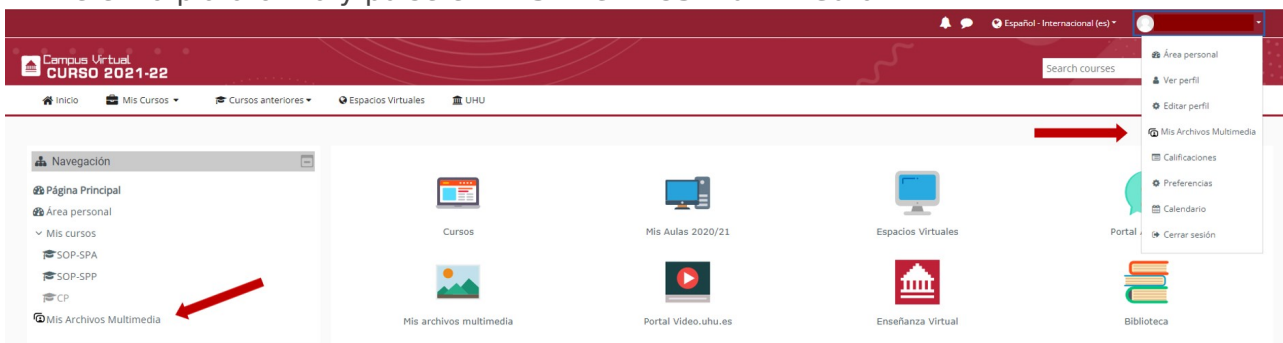 Español - Internacional (es)
Campus Virtual
CURSO 2021-22
Search courses
Inicio
Mis Cursos
Cursos anteriores
Espacios Virtuales
UHU
Área personal
Ver perfil
Editar perfil
Mis Archivos Multimedia
Calificaciones
Preferencias
Calendario
Cerrar sesión
Navegación
Página Principal
Área personal
Mis cursos
SOP-SPA
SOP-SPP
CP
Mis Archivos Multimedia
Cursos
Mis Aulas 2020/21
Espacios Virtuales
Portal
Mis archivos multimedia
Portal Video.uhu.es
Enseñanza Virtual
Biblioteca